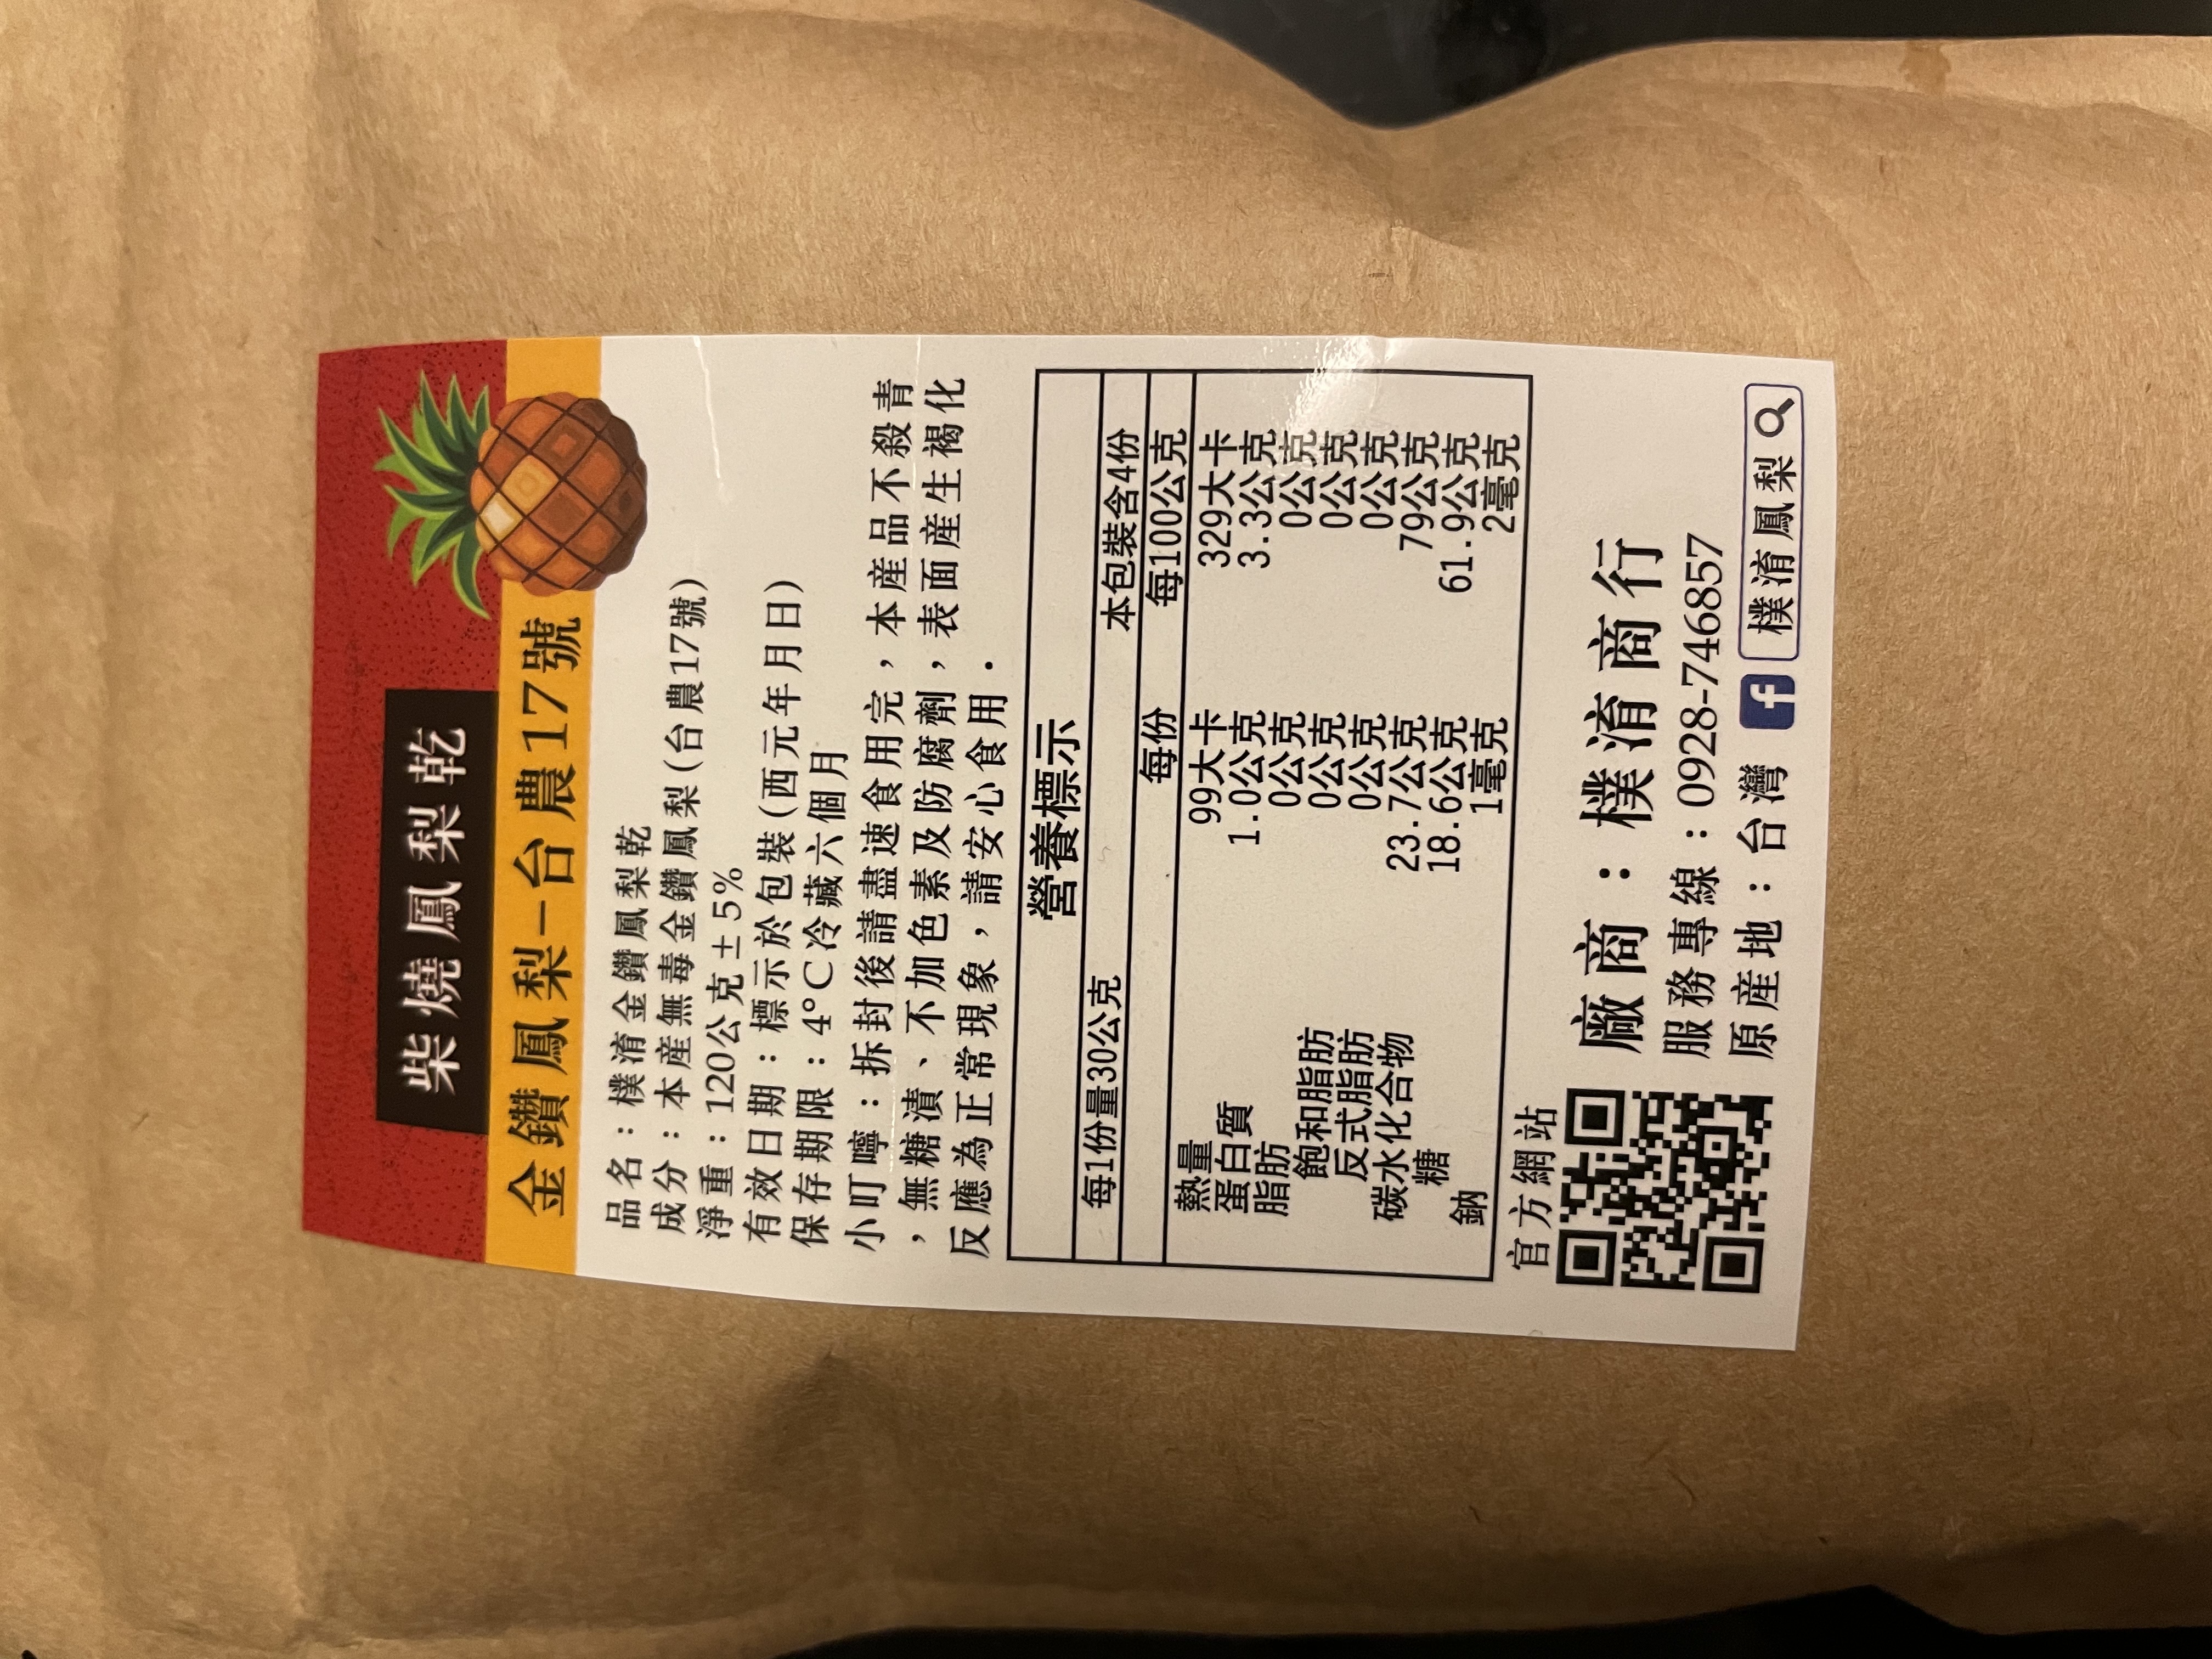 柴燒鳳梨乾
金鑽鳳梨–台農17號
品名：樸淯金鑽鳳梨乾
成分：本產無毒金鑽鳳梨(台農17號)
淨重：120公克±5%
有效日期：標示於包裝(西元年月日)
保存期限：4°C冷藏六個月
小叮嚀：拆封後請盡速食用完，本產品不殺青
，無糖漬、不加色素及防腐劑，表面產生褐化
反應為正常現象，請安心食用．
營養標示
每1份量30公克 本包裝含4份
每份 每100公克
熱量 99大卡 329大卡
蛋白質 1.0公克 3.3公克
脂肪 0公克 0公克
飽和脂肪 0公克 0公克
反式脂肪 0公克 0公克
碳水化合物 23.7公克 79公克
糖 18.6公克 61.9公克
鈉 1毫克 2毫克
官方網站
廠商：樸淯商行
服務專線：0928-746857
原產地：台灣 f 樸淯鳳梨